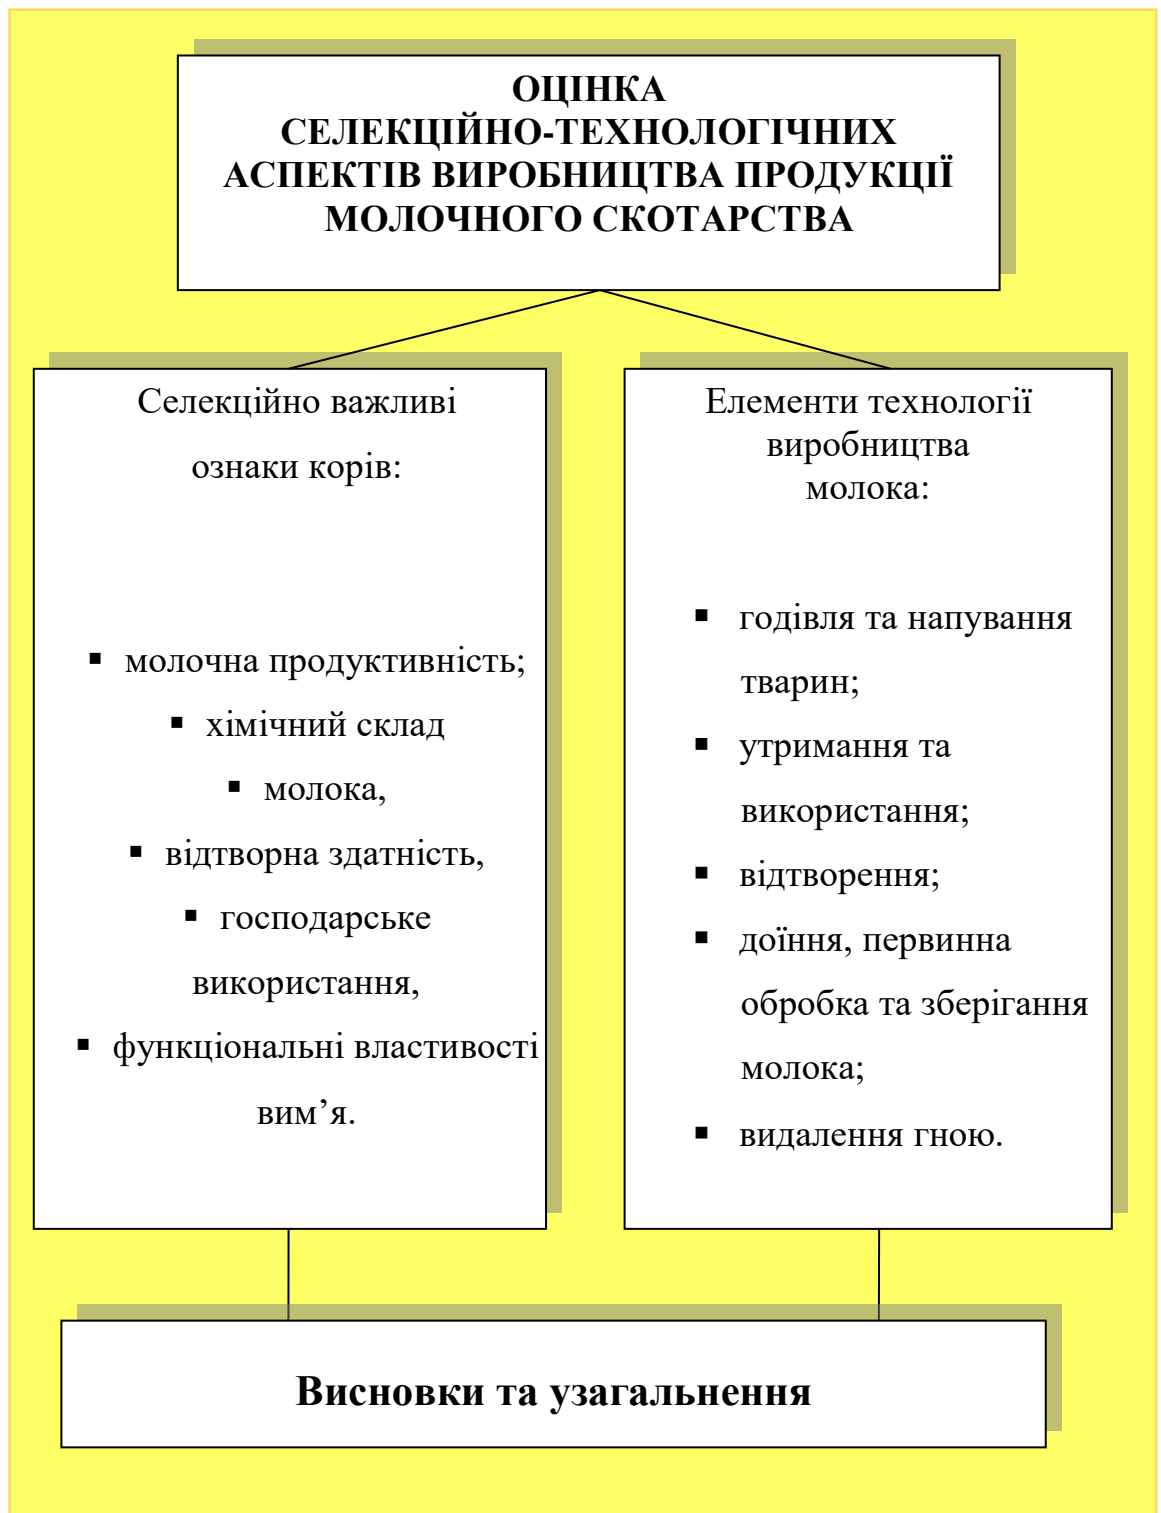 ОЦІНКА
СЕЛЕКЦІЙНО-ТЕХНОЛОГІЧНИХ
АСПЕКТІВ ВИРОБНИЦТВА ПРОДУКЦІЇ
МОЛОЧНОГО СКОТАРСТВА
Селекційно важливі
ознаки корів:
▪ молочна продуктивність;
▪ хімічний склад
▪ молока,
▪ відтворна здатність,
▪ господарське
використання,
▪ функціональні властивості
вим’я.
Елементи технології
виробництва
молока:
▪ годівля та напування
тварин;
▪ утримання та
використання;
▪ відтворення;
▪ доїння, первинна
обробка та зберігання
молока;
▪ видалення гною.
Висновки та узагальнення